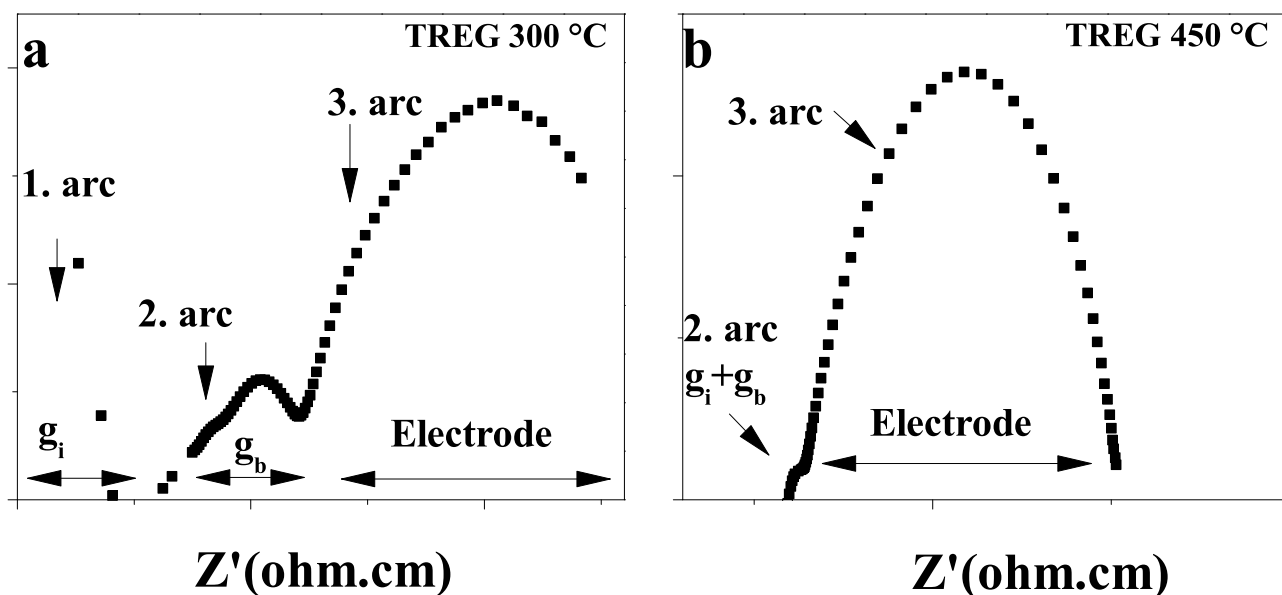 a
TREG 300 °C
3. arc
1. arc
2. arc
gi
gb
Electrode
Z'(ohm.cm)
b
TREG 450 °C
3. arc
2. arc
gi+gb
Electrode
Z'(ohm.cm)